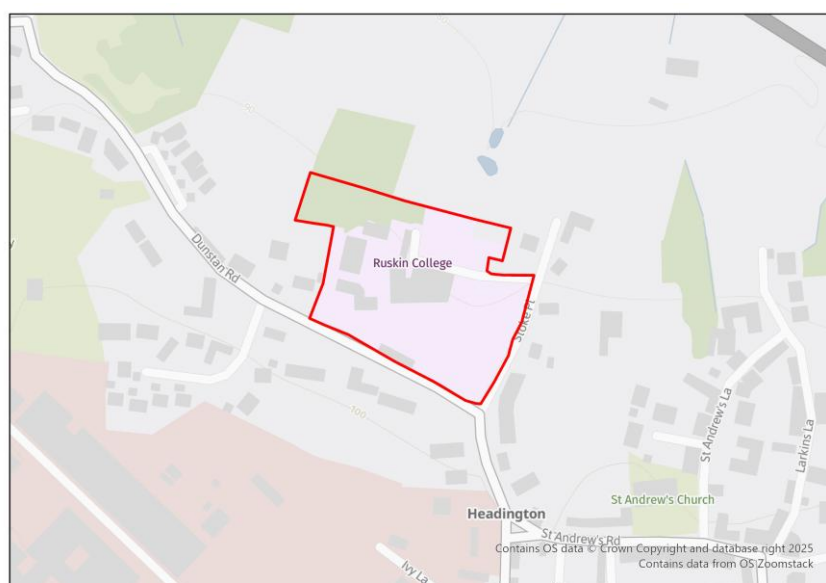 90
Dunstan Rd
Ruskin College
Stoke Pl
y
100
St Andrew's La
Larkins La
St Andrew's Church
Headington
St Andrew's Rd
Ivy La
Contains OS data © Crown Copyright and database right 2025
Contains data from OS Zoomstack